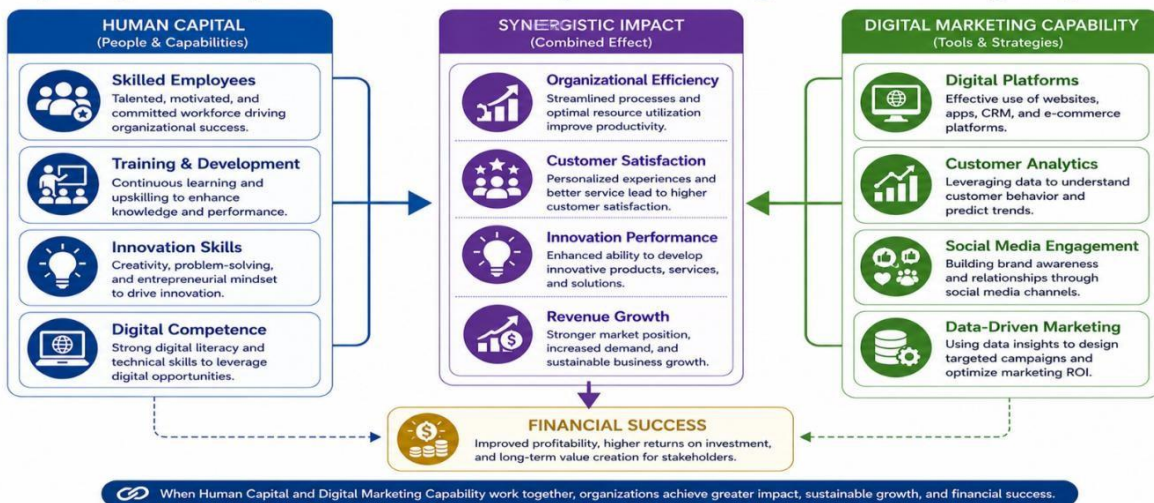 HUMAN CAPITAL
(People & Capabilities)
Skilled Employees
Talented, motivated, and
committed workforce driving
organizational success.
Training & Development
Continuous learning and
upskilling to enhance
knowledge and performance.
Innovation Skills
Creativity, problem-solving,
and entrepreneurial mindset
to drive innovation.
Digital Competence
Strong digital literacy and
technical skills to leverage
digital opportunities.
SYNERGISTIC IMPACT
(Combined Effect)
Organizational Efficiency
Streamlined processes and
optimal resource utilization
improve productivity.
Customer Satisfaction
Personalized experiences and
better service lead to higher
customer satisfaction.
Innovation Performance
Enhanced ability to develop
innovative products, services,
and solutions.
Revenue Growth
Stronger market position,
increased demand, and
sustainable business growth.
DIGITAL MARKETING CAPABILITY
(Tools & Strategies)
Digital Platforms
Effective use of websites,
apps, CRM, and e-commerce
platforms.
Customer Analytics
Leveraging data to understand
customer behavior and
predict trends.
Social Media Engagement
Building brand awareness
and relationships through
social media channels.
Data-Driven Marketing
Using data insights to design
targeted campaigns and
optimize marketing ROI.
FINANCIAL SUCCESS
Improved profitability, higher returns on investment,
and long-term value creation for stakeholders.
When Human Capital and Digital Marketing Capability work together, organizations achieve greater impact, sustainable growth, and financial success.